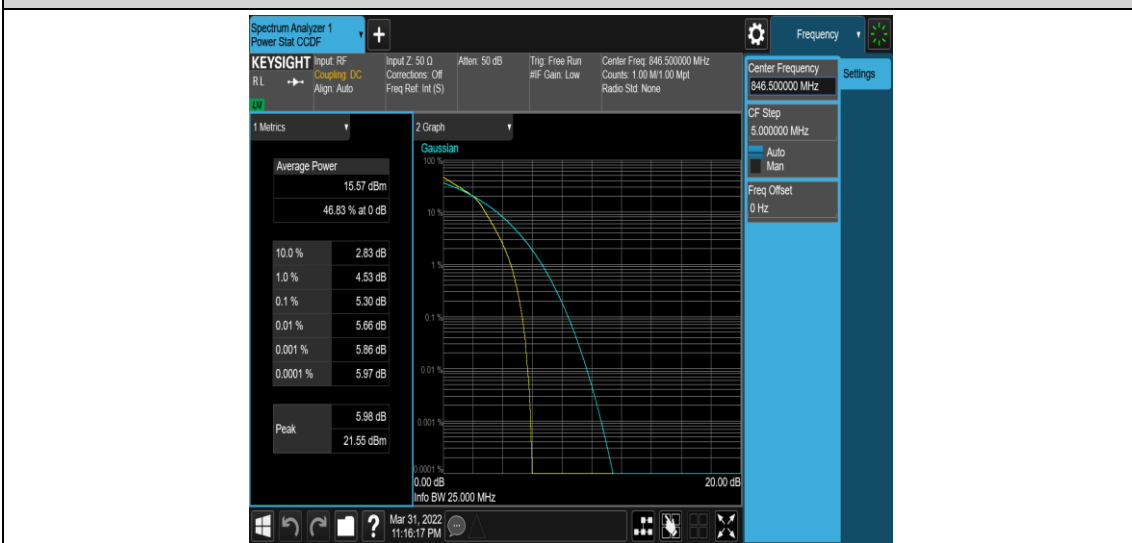 Spectrum Analyzer 1
Power Stat CCDF
+
Frequency
KEYSIGHT
RL
LXI
Input: RF
Coupling: DC
Align: Auto
Input Z: 50 Ω
Corrections: Off
Freq Ref: Int (S)
Atten: 50 dB
Trig: Free Run
#IF Gain: Low
Center Freq: 846.500000 MHz
Counts: 1.00 M/1.00 Mpt
Radio Std: None
Center Frequency
846.500000 MHz
Settings
CF Step
5.000000 MHz
Auto
Man
Freq Offset
0 Hz
1 Metrics
Average Power
15.57 dBm
46.83 % at 0 dB
10.0 % 2.83 dB
1.0 % 4.53 dB
0.1 % 5.30 dB
0.01 % 5.66 dB
0.001 % 5.86 dB
0.0001 % 5.97 dB
Peak
5.98 dB
21.55 dBm
2 Graph
Gaussian
100 %
10 %
1 %
0.1 %
0.01 %
0.001 %
0.0001 %
0.00 dB 20.00 dB
Info BW 25.000 MHz
?
Mar 31, 2022
11:16:17 PM